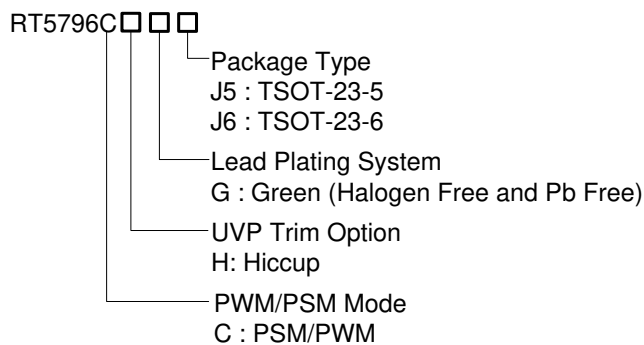 RT5796C
Package Type
J5 : TSOT-23-5
J6 : TSOT-23-6
Lead Plating System
G : Green (Halogen Free and Pb Free)
UVP Trim Option
H: Hiccup
PWM/PSM Mode
C : PSM/PWM